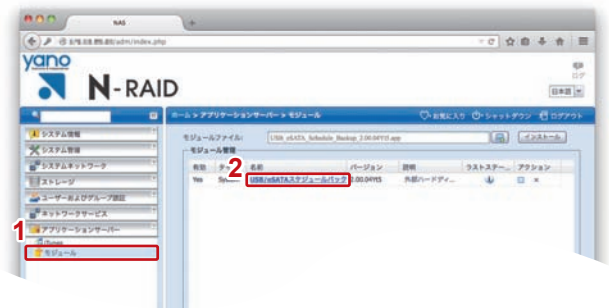 NAS
yano
N-RAID
日本語
ホーム > アプリケーションサーバー > モジュール
お気に入り
シャットダウン
ログアウト
システム情報
システム管理
システムネットワーク
ストレージ
ユーザーおよびグループ認証
ネットワークサービス
アプリケーションサーバー
iTunes
モジュール
1
モジュールファイル:
USB_eSATA_Schedule_Backup_2.00.04Yt5.app
インストール
モジュール管理
2
有効
名前
バージョン
説明
ラストステー...
アクション
Yes
USB/eSATAスケジュールバック
2.00.04Yt5
外部ハードディ...